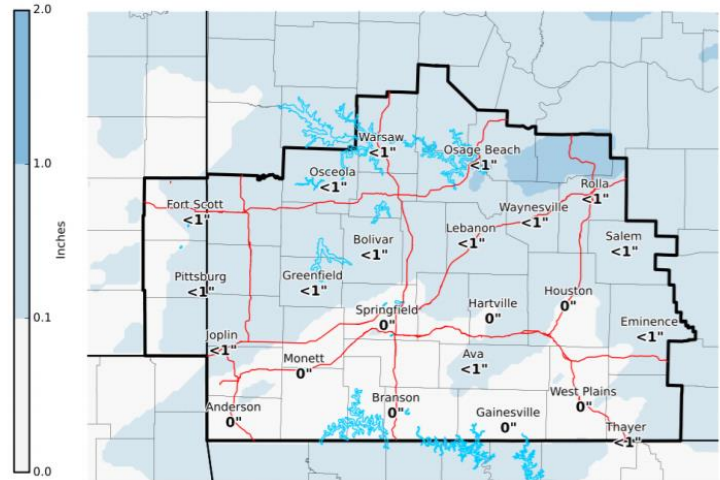 2.0
1.0
0.1
0.0
Inches
Warsaw
<1"
Osage Beach
<1"
Osceola
<1"
Rolla
<1"
Waynesville
<1"
Fort Scott
<1"
Lebanon
<1"
Salem
<1"
Bolivar
<1"
Pittsburg
<1"
Greenfield
<1"
Houston
0"
Hartville
0"
Springfield
0"
Eminence
<1"
Joplin
<1"
Monett
0"
Ava
<1"
Anderson
0"
Branson
0"
West Plains
0"
Gainesville
0"
Thayer
<1"